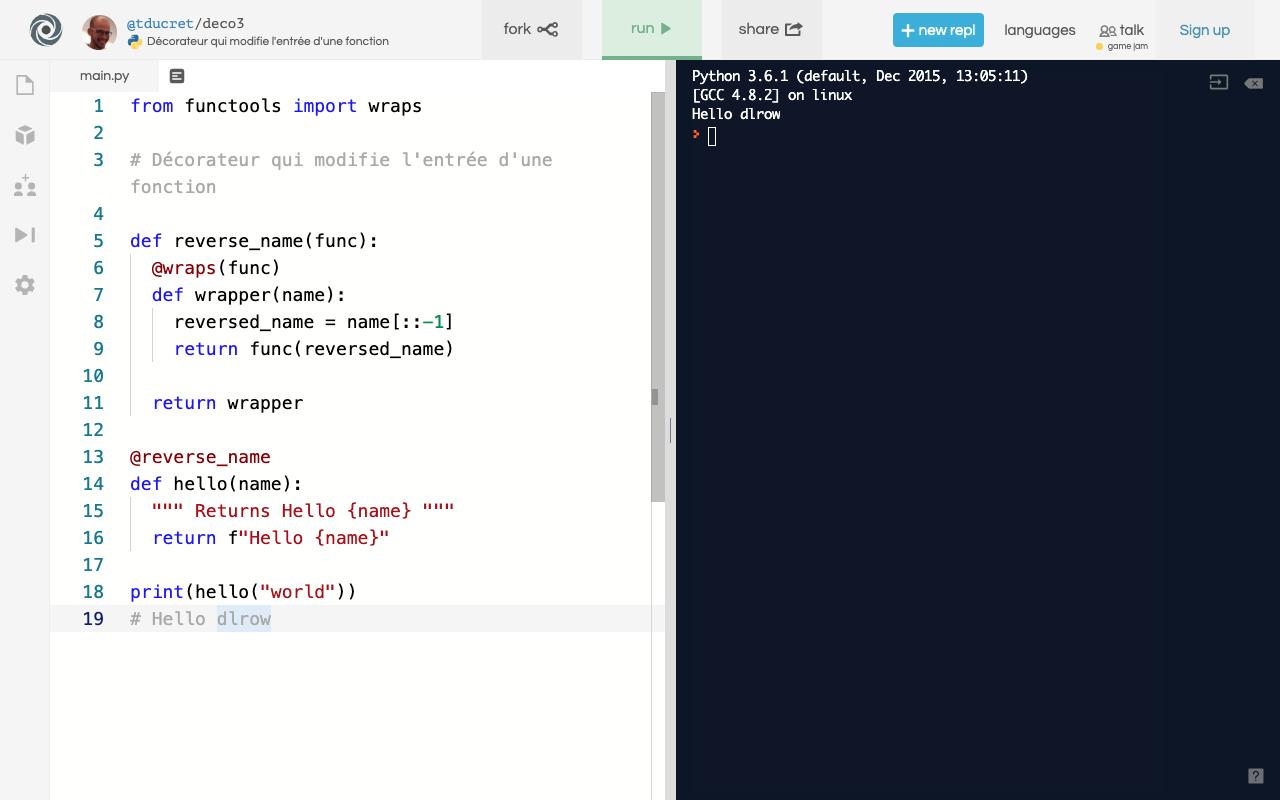 @tducret/deco3
Décorateur qui modifie l'entrée d'une fonction
fork
run
share
+ new repl
languages
talk
game jam
Sign up
main.py
1 from functools import wraps
2
3 # Décorateur qui modifie l'entrée d'une
fonction
4
5 def reverse_name(func):
6   @wraps(func)
7   def wrapper(name):
8     reversed_name = name[::-1]
9     return func(reversed_name)
10
11   return wrapper
12
13 @reverse_name
14 def hello(name):
15   """ Returns Hello {name} """
16   return f"Hello {name}"
17
18 print(hello("world"))
19 # Hello dlrow
Python 3.6.1 (default, Dec 2015, 13:05:11)
[GCC 4.8.2] on linux
Hello dlrow
>
?